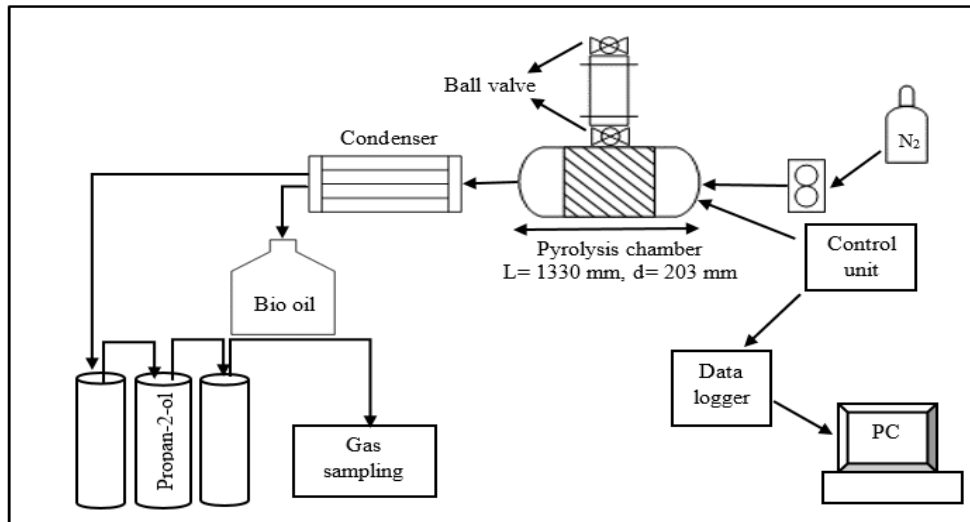 Ball valve
Condenser
N₂
Pyrolysis chamber
L= 1330 mm, d= 203 mm
Control
unit
Bio oil
Data
logger
PC
Propan-2-ol
Gas
sampling